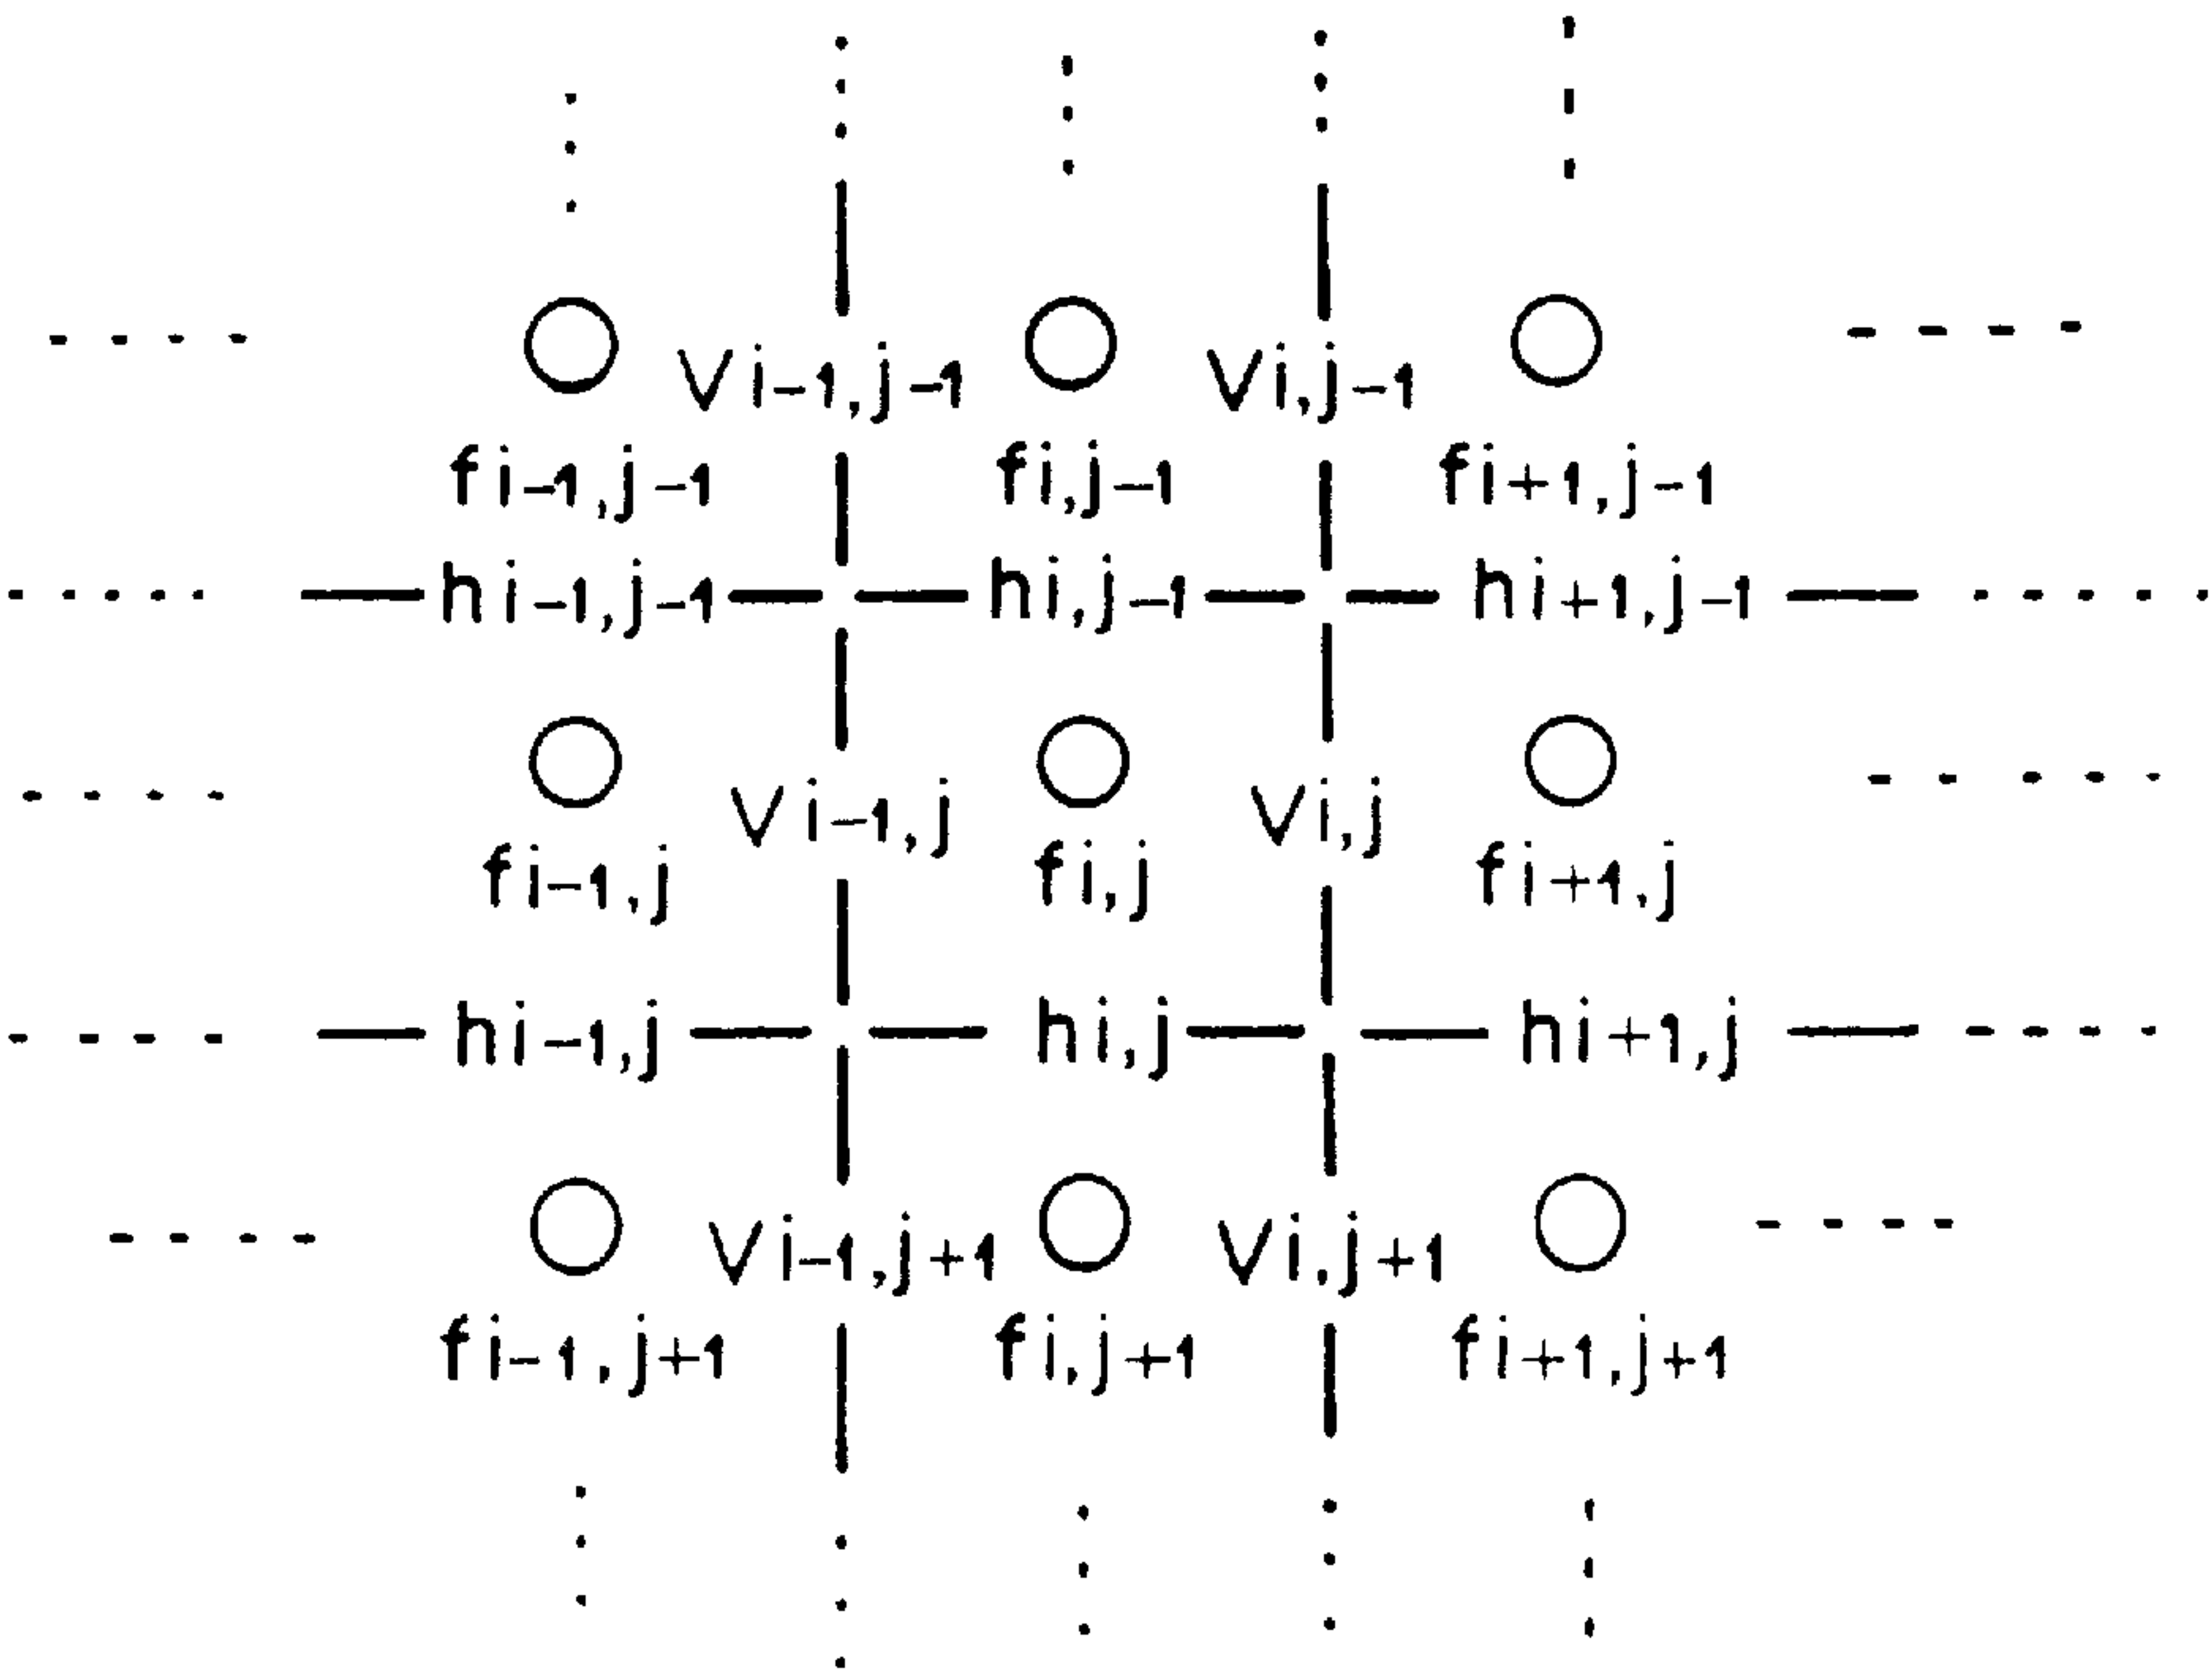 Vi-1,j-1 Vi,j-1
fi-1,j-1 fi,j-1 fi+1,j-1
hi-1,j-1 hi,j-1 hi+1,j-1
Vi-1,j Vi,j
fi-1,j fi,j fi+1,j
hi-1,j hi,j hi+1,j
Vi-1,j+1 Vi,j+1
fi-1,j+1 fi,j+1 fi+1,j+1